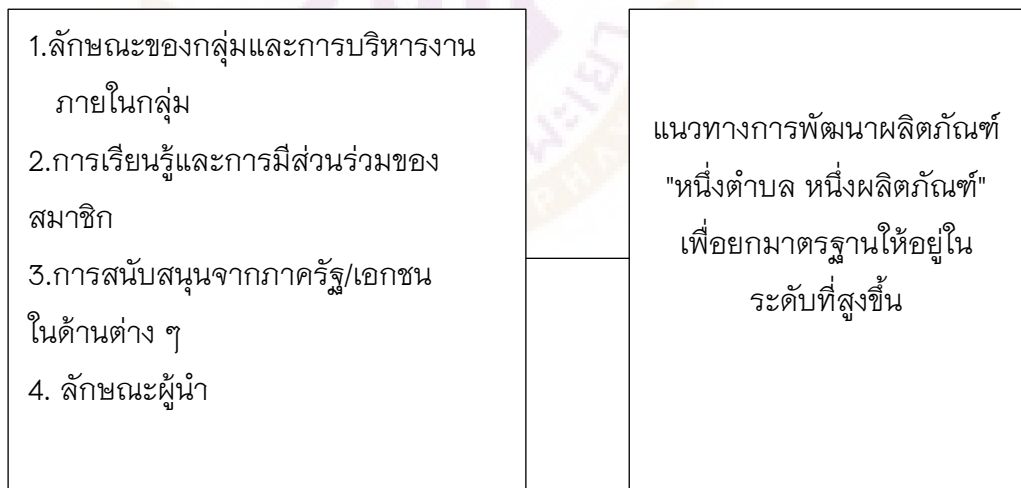 1.ลักษณะของกลุ่มและการบริหารงาน
ภายในกลุ่ม
2.การเรียนรู้และการมีส่วนร่วมของ
สมาชิก
3.การสนับสนุนจากภาครัฐ/เอกชน
ในด้านต่าง ๆ
4. ลักษณะผู้นำ
แนวทางการพัฒนาผลิตภัณฑ์
"หนึ่งตำบล หนึ่งผลิตภัณฑ์"
เพื่อยกมาตรฐานให้อยู่ใน
ระดับที่สูงขึ้น